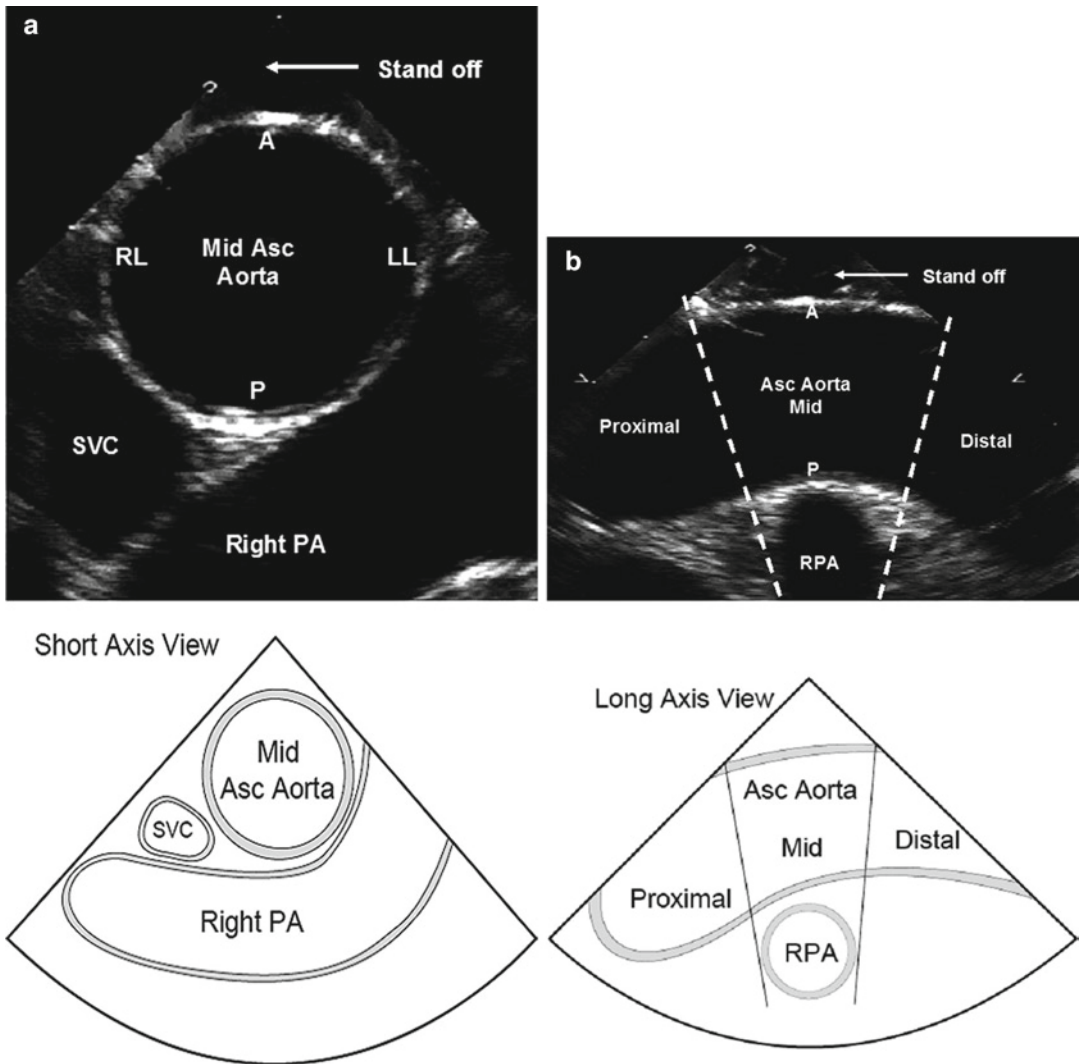 a
Stand off
A
RL
Mid Asc
Aorta
LL
P
SVC
Right PA
b
Stand off
A
Asc Aorta
Mid
Proximal
Distal
P
RPA
Short Axis View
Mid
Asc Aorta
SVC
Right PA
Long Axis View
Asc Aorta
Mid
Distal
Proximal
RPA